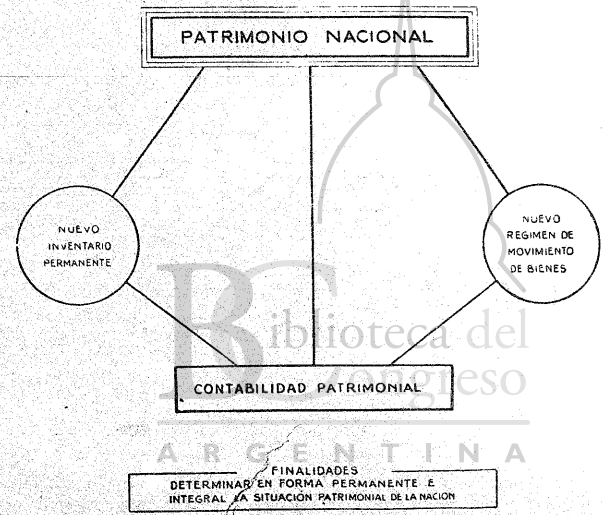 PATRIMONIO NACIONAL
NUEVO
INVENTARIO
PERMANENTE
NUEVO
REGIMEN DE
MOVIMIENTO
DE BIENES
Biblioteca del
Congreso
CONTABILIDAD PATRIMONIAL
ARGENTINA
FINALIDADES
DETERMINAR EN FORMA PERMANENTE E
INTEGRAL LA SITUACIÓN PATRIMONIAL DE LA NACION